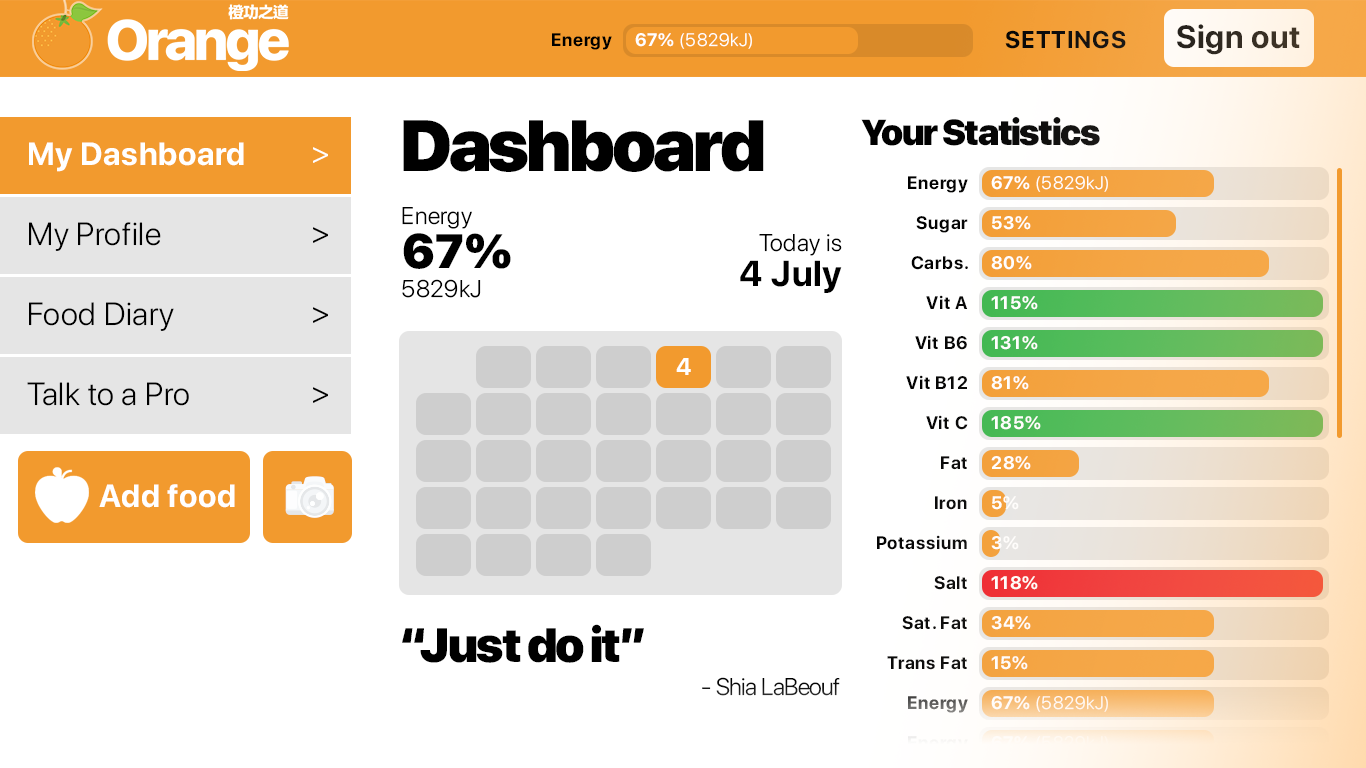 橙功之道
Orange
Energy 67% (5829kJ) SETTINGS Sign out
My Dashboard >
My Profile >
Food Diary >
Talk to a Pro >
Add food
Dashboard
Energy
67%
5829kJ
Today is
4 July
4
“Just do it”
- Shia LaBeouf
Your Statistics
Energy 67% (5829kJ)
Sugar 53%
Carbs. 80%
Vit A 115%
Vit B6 131%
Vit B12 81%
Vit C 185%
Fat 28%
Iron 5%
Potassium 3%
Salt 118%
Sat. Fat 34%
Trans Fat 15%
Energy 67% (5829kJ)
Energy 67% (5829kJ)